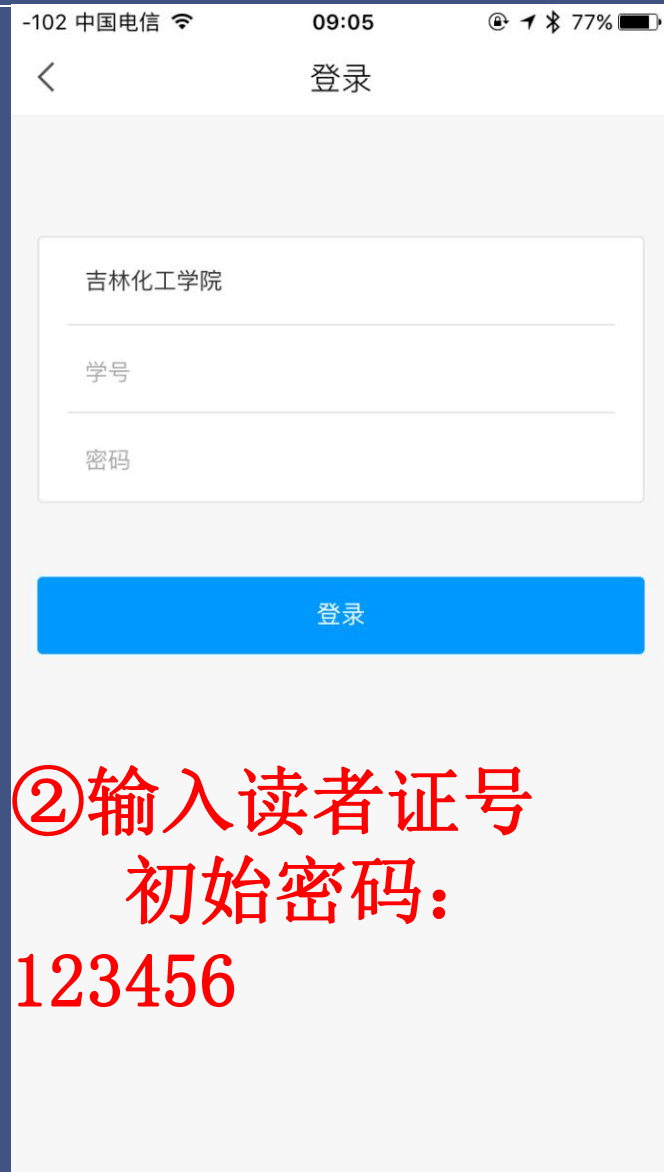 -102 中国电信 09:05 77%
登录
吉林化工学院
学号
密码
登录
②输入读者证号
初始密码：
123456